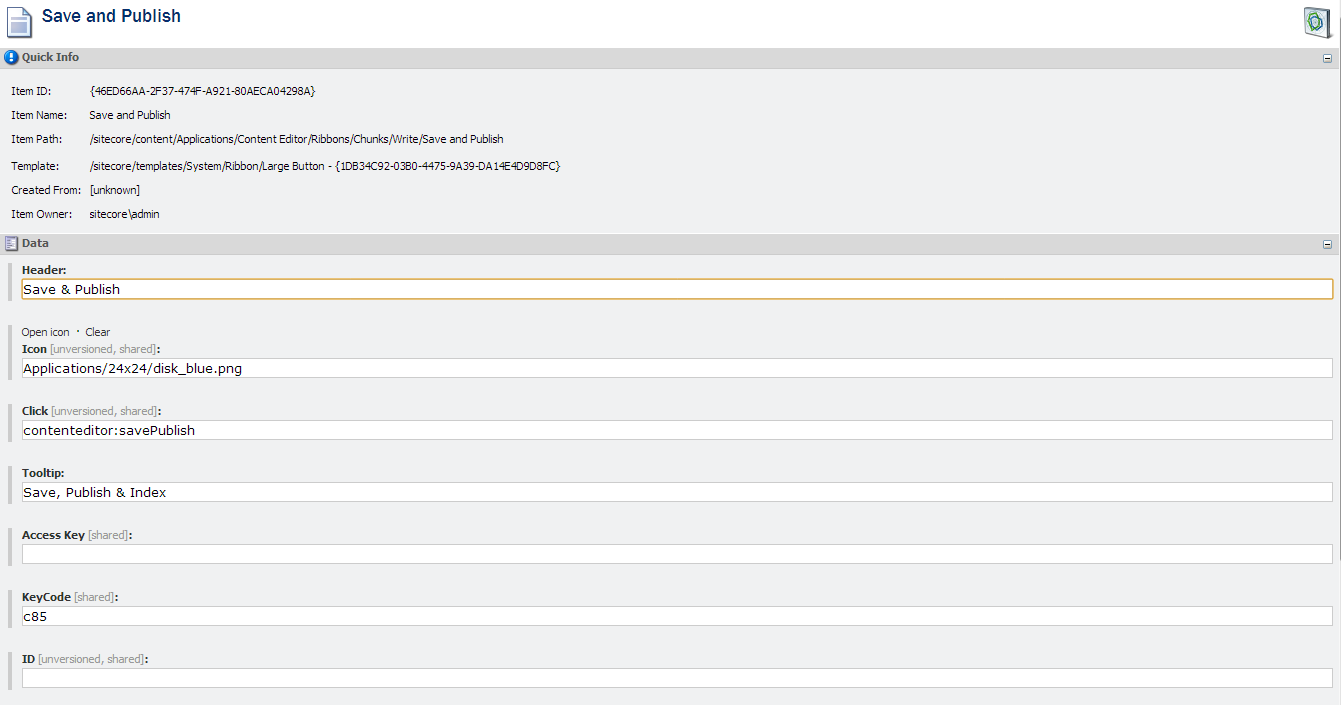 Save and Publish
Quick Info
Item ID: {46ED66AA-2F37-474F-A921-80AECA04298A}
Item Name: Save and Publish
Item Path: /sitecore/content/Applications/Content Editor/Ribbons/Chunks/Write/Save and Publish
Template: /sitecore/templates/System/Ribbon/Large Button - {1DB34C92-03B0-4475-9A39-DA14E4D9D8FC}
Created From: [unknown]
Item Owner: sitecore\admin
Data
Header:
Save & Publish
Open icon · Clear
Icon [unversioned, shared]:
Applications/24x24/disk_blue.png
Click [unversioned, shared]:
contenteditor:savePublish
Tooltip:
Save, Publish & Index
Access Key [shared]:
KeyCode [shared]:
c85
ID [unversioned, shared]: